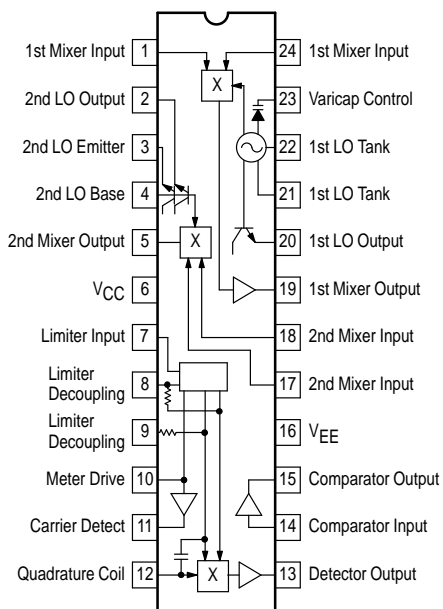 1st Mixer Input 1
2nd LO Output 2
2nd LO Emitter 3
2nd LO Base 4
2nd Mixer Output 5
VCC 6
Limiter Input 7
Limiter
Decoupling 8
Limiter
Decoupling 9
Meter Drive 10
Carrier Detect 11
Quadrature Coil 12
X
X
X
24 1st Mixer Input
23 Varicap Control
22 1st LO Tank
21 1st LO Tank
20 1st LO Output
19 1st Mixer Output
18 2nd Mixer Input
17 2nd Mixer Input
16 VEE
15 Comparator Output
14 Comparator Input
13 Detector Output